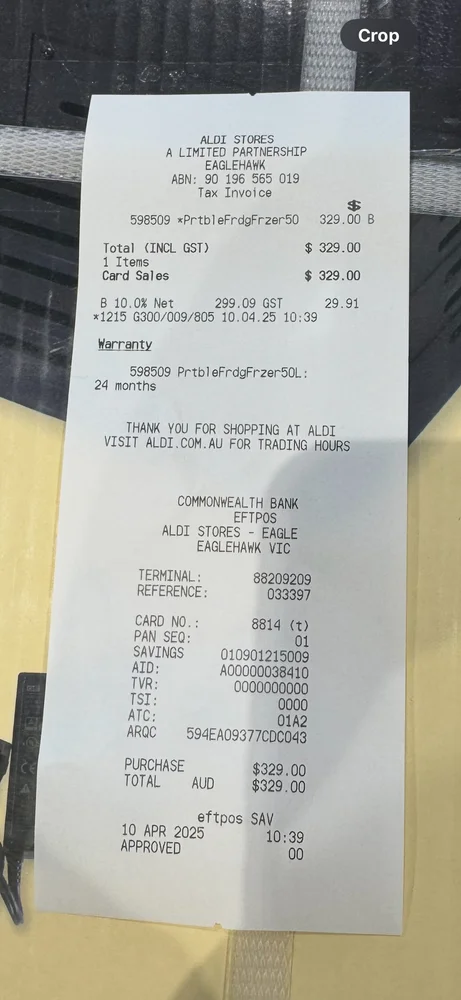 Crop
ALDI STORES
A LIMITED PARTNERSHIP
EAGLEHAWK
ABN: 90 196 565 019
Tax Invoice
$
598509 *PrtbleFrdgFrzer50 329.00 B
Total (INCL GST) $ 329.00
1 Items
Card Sales $ 329.00
B 10.0% Net 299.09 GST 29.91
*1215 G300/009/805 10.04.25 10:39
Warranty
598509 PrtbleFrdgFrzer50L:
24 months
THANK YOU FOR SHOPPING AT ALDI
VISIT ALDI.COM.AU FOR TRADING HOURS
COMMONWEALTH BANK
EFTPOS
ALDI STORES - EAGLE
EAGLEHAWK VIC
TERMINAL: 88209209
REFERENCE: 033397
CARD NO.: 8814 (t)
PAN SEQ: 01
SAVINGS 010901215009
AID: A00000038410
TVR: 0000000000
TSI: 0000
ATC: 01A2
ARQC 594EA09377CDC043
PURCHASE $329.00
TOTAL AUD $329.00
eftpos SAV
10 APR 2025 10:39
APPROVED 00